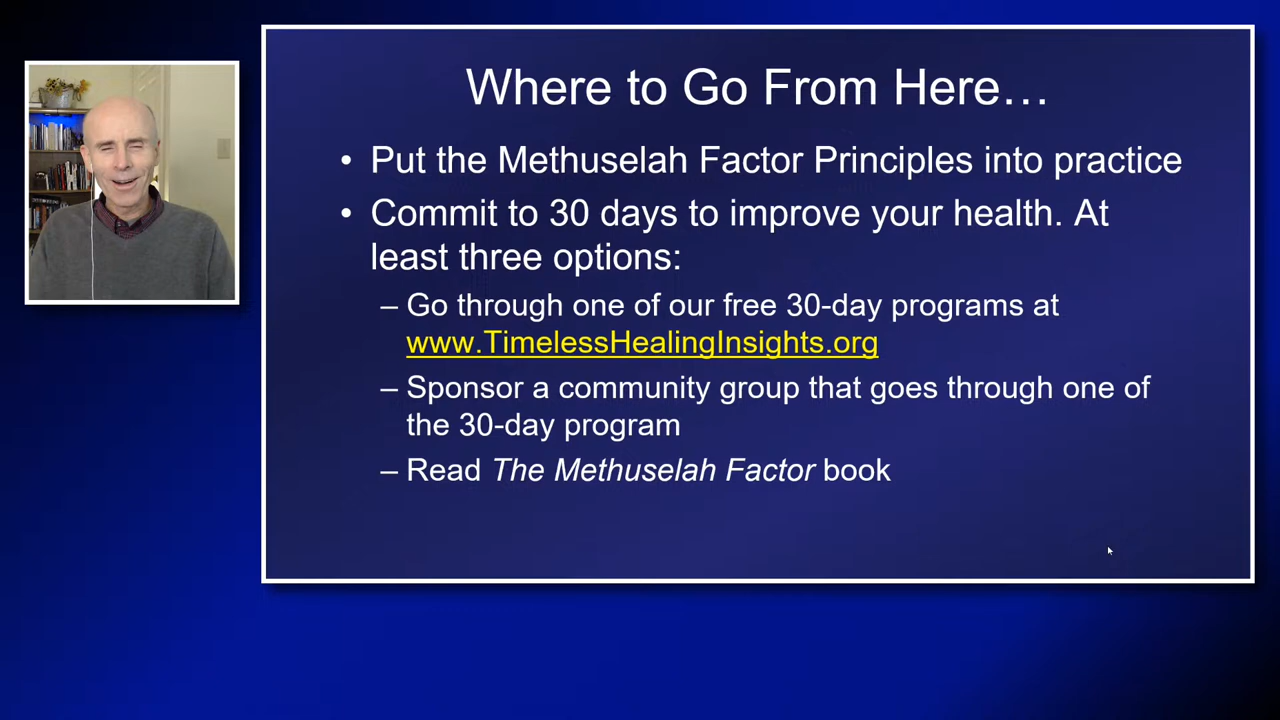 Where to Go From Here…
• Put the Methuselah Factor Principles into practice
• Commit to 30 days to improve your health. At
least three options:
– Go through one of our free 30-day programs at
www.TimelessHealingInsights.org
– Sponsor a community group that goes through one of
the 30-day program
– Read The Methuselah Factor book